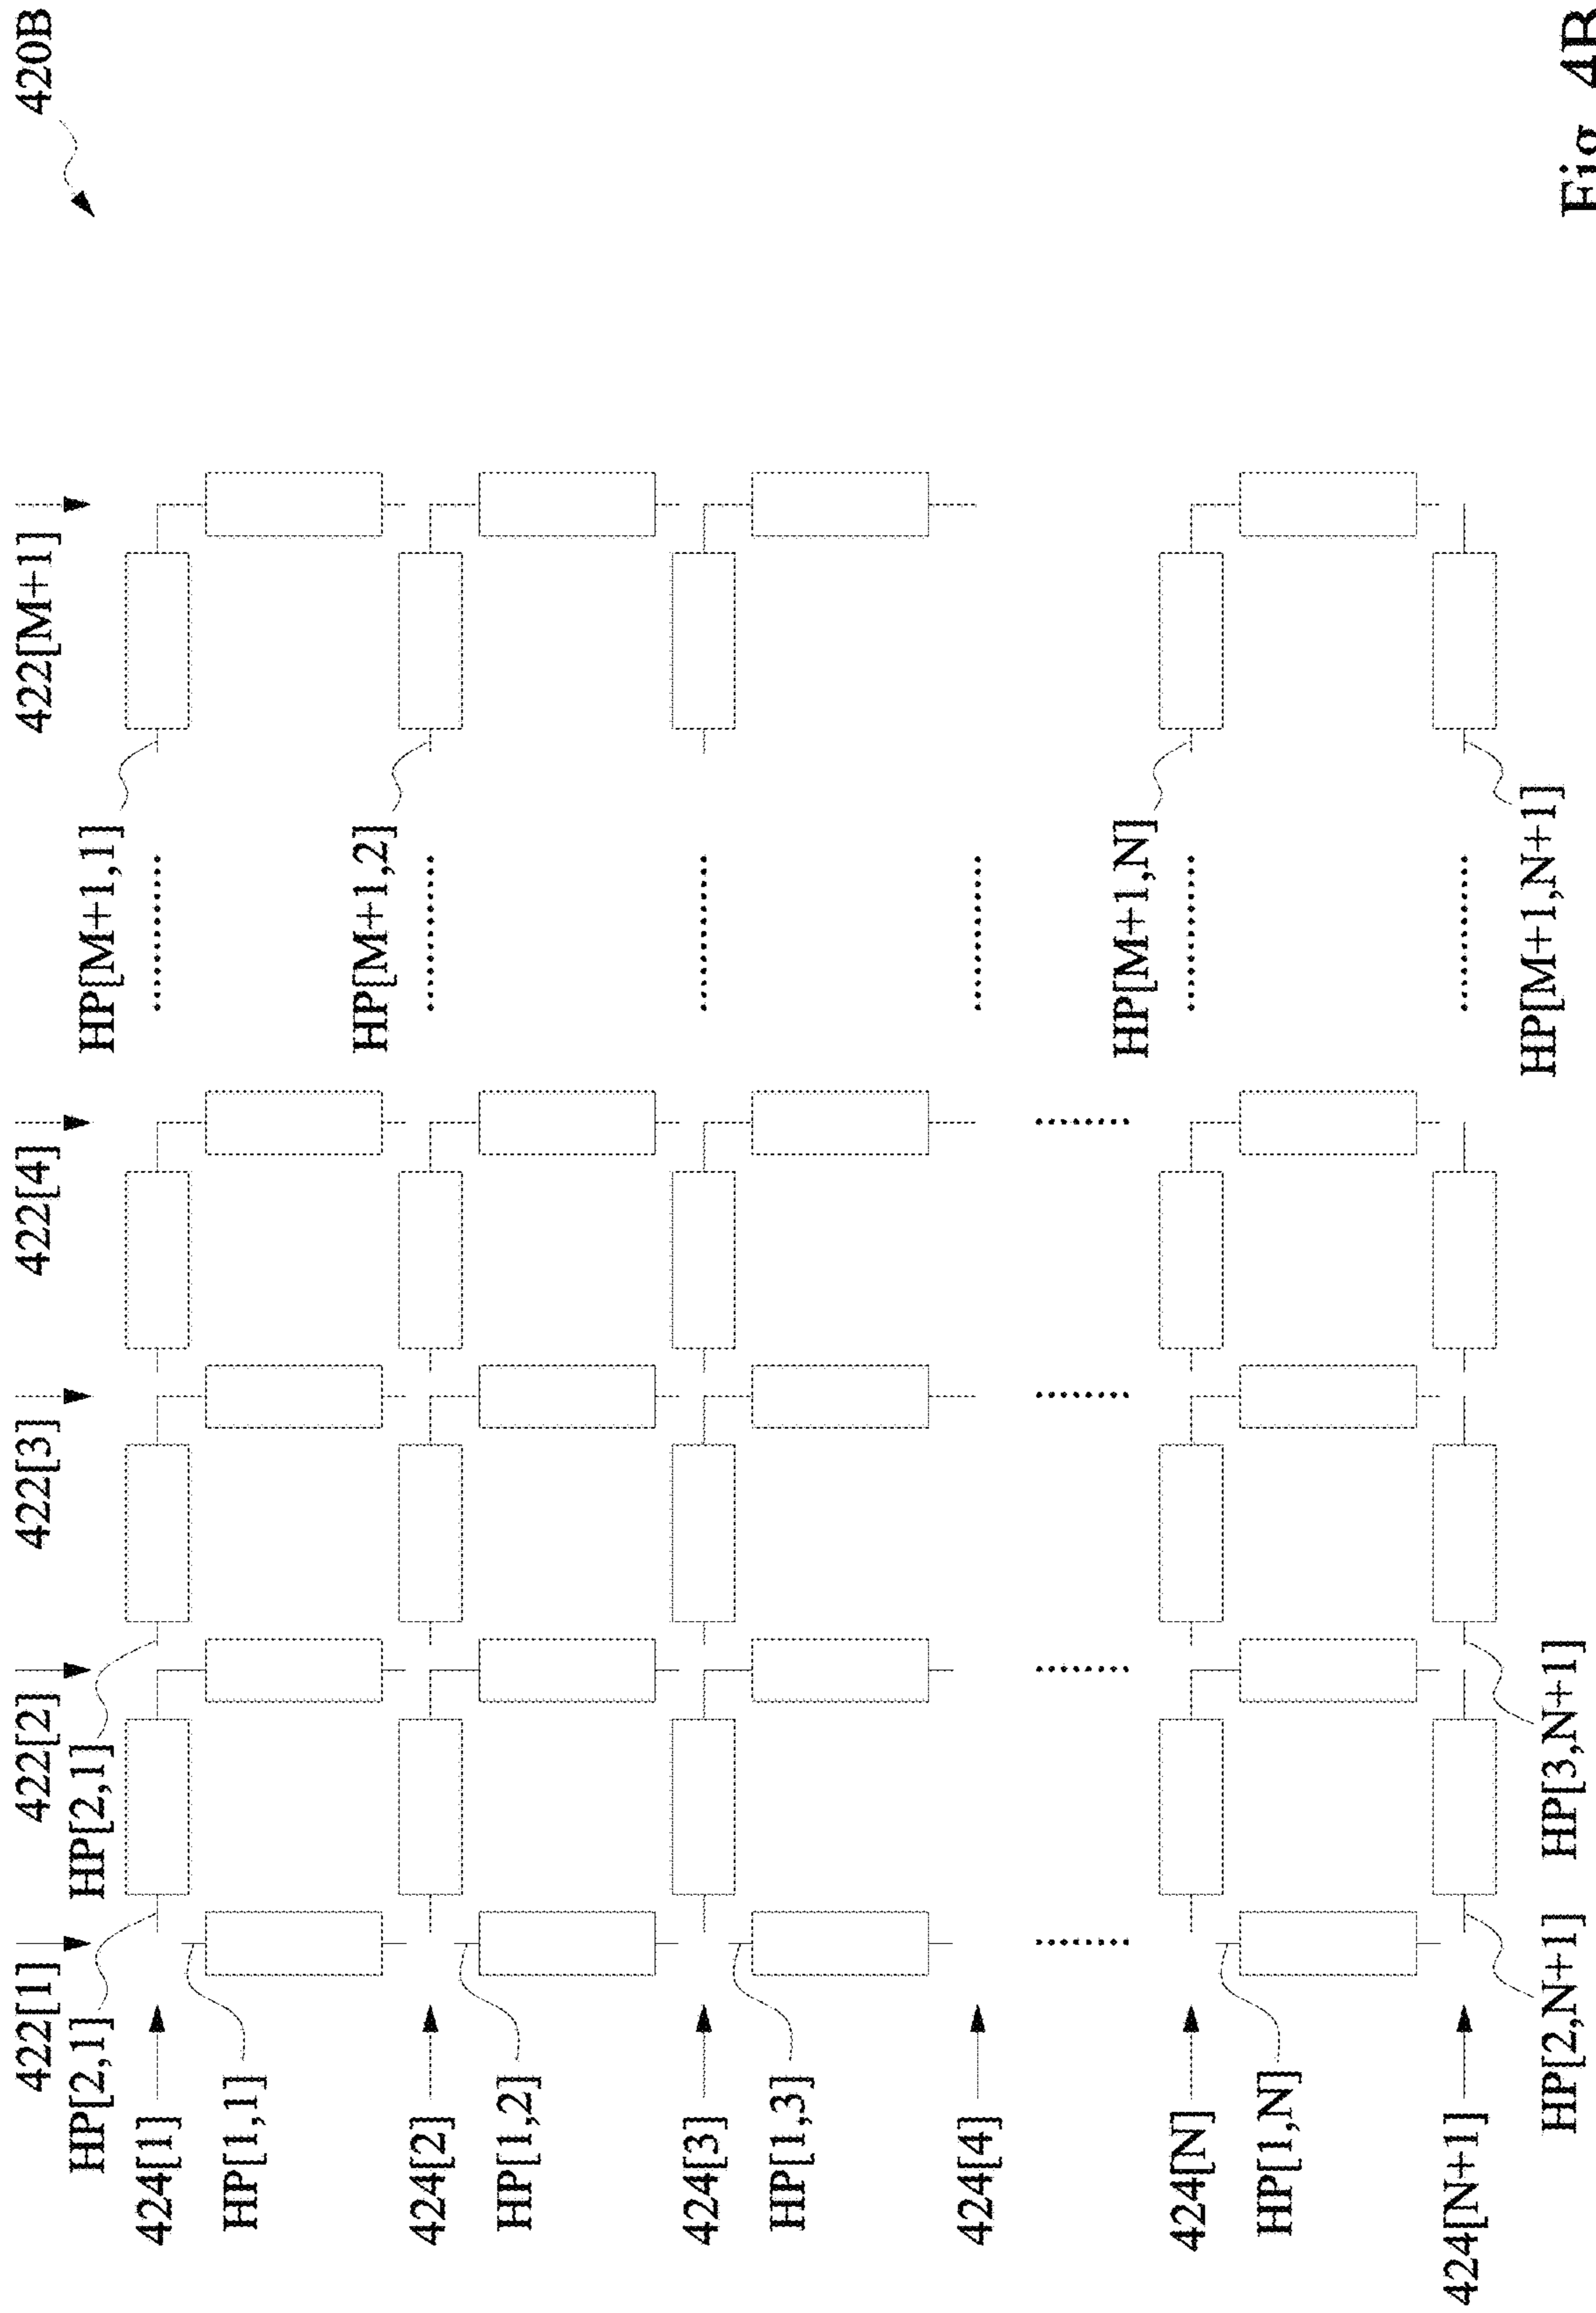 422[1]
422[2]
422[3]
422[4]
422[M+1]
420B
HP[2,1]
HP[2,1]
HP[M+1,1]
424[1]
HP[1,1]
HP[M+1,2]
424[2]
HP[1,2]
424[3]
HP[1,3]
424[4]
HP[M+1,N]
424[N]
HP[1,N]
424[N+1]
HP[2,N+1]
HP[3,N+1]
HP[M+1,N+1]
Fig. 4B